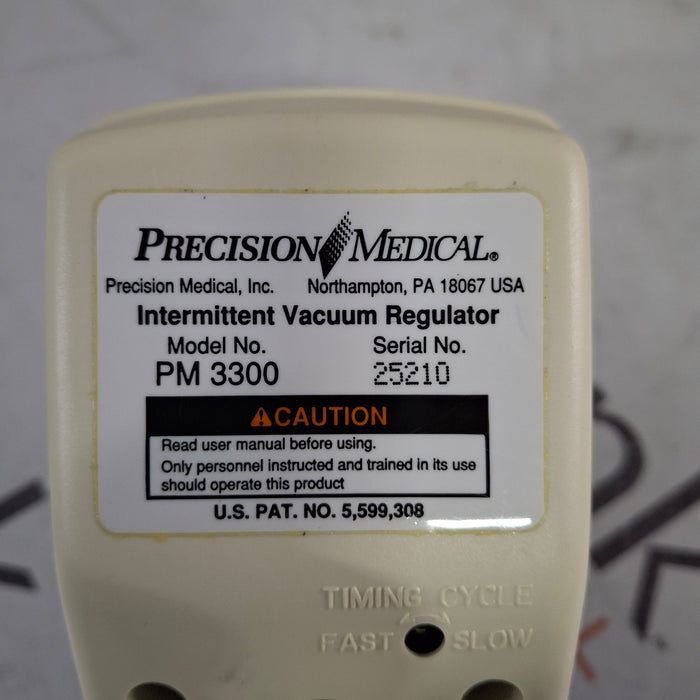 PRECISION MEDICAL®
Precision Medical, Inc. Northampton, PA 18067 USA
Intermittent Vacuum Regulator
Model No. Serial No.
PM 3300 25210
⚠CAUTION
Read user manual before using.
Only personnel instructed and trained in its use
should operate this product
U.S. PAT. NO. 5,599,308
TIMING CYCLE
FAST SLOW